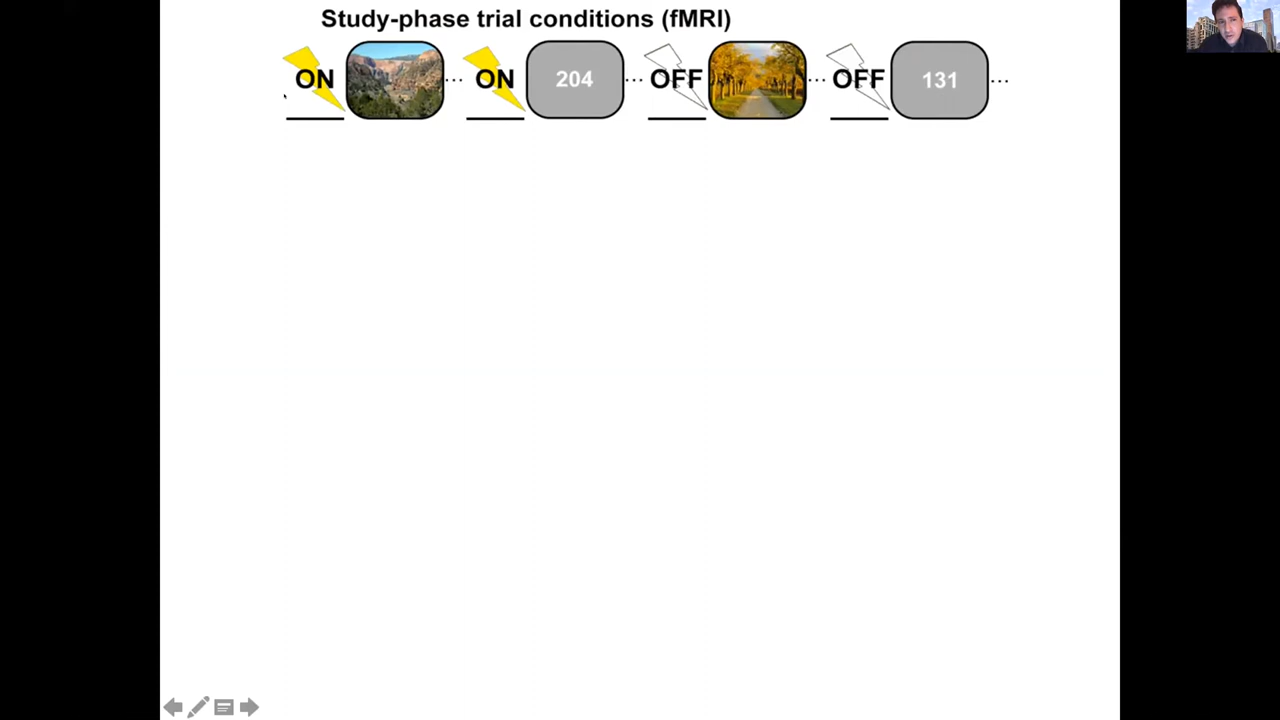 Study-phase trial conditions (fMRI)
ON ... ON 204 ... OFF ... OFF 131 ...